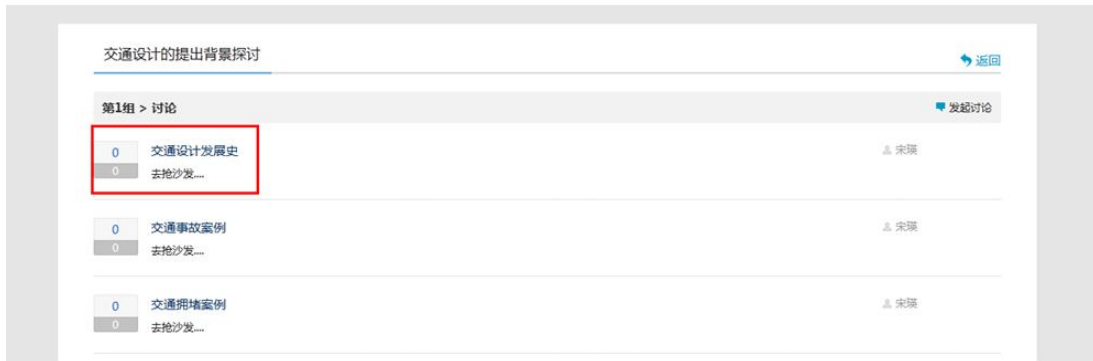 交通设计的提出背景探讨
返回
第1组 > 讨论
发起讨论
0 交通设计发展史 宋瑛
0 去抢沙发....
0 交通事故案例 宋瑛
0 去抢沙发....
0 交通拥堵案例 宋瑛
0 去抢沙发....